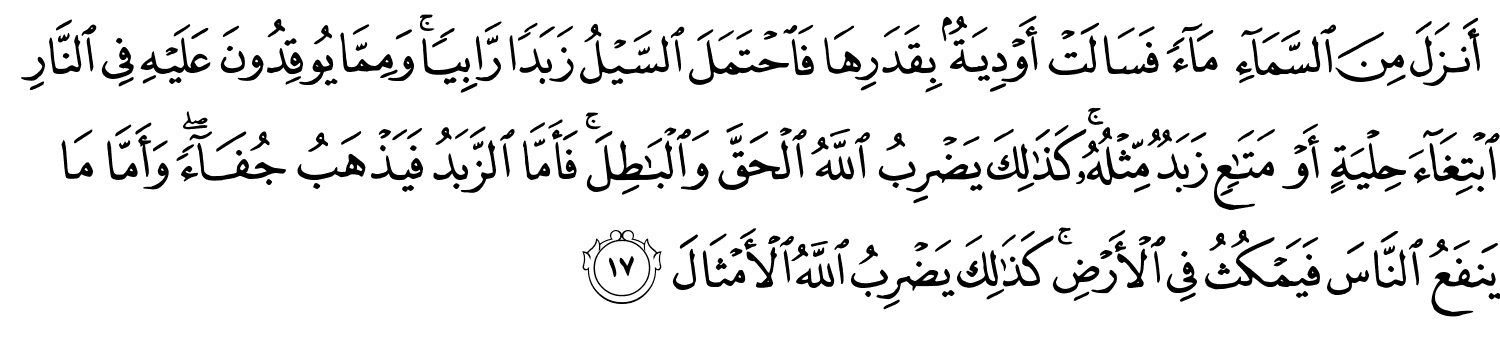 أَنزَلَ مِنَ ٱلسَّمَآءِ مَآءً فَسَالَتْ أَوْدِيَةٌۢ بِقَدَرِهَا فَٱحْتَمَلَ ٱلسَّيْلُ زَبَدًا رَّابِيًاۚ وَمِمَّا يُوقِدُونَ عَلَيْهِ فِى ٱلنَّارِ
ٱبْتِغَآءَ حِلْيَةٍ أَوْ مَتَٰعٍ زَبَدٌ مِّثْلُهُۥۚ كَذَٰلِكَ يَضْرِبُ ٱللَّهُ ٱلْحَقَّ وَٱلْبَٰطِلَۚ فَأَمَّا ٱلزَّبَدُ فَيَذْهَبُ جُفَآءًۖ وَأَمَّا مَا
يَنفَعُ ٱلنَّاسَ فَيَمْكُثُ فِى ٱلْأَرْضِۚ كَذَٰلِكَ يَضْرِبُ ٱللَّهُ ٱلْأَمْثَالَ ١٧